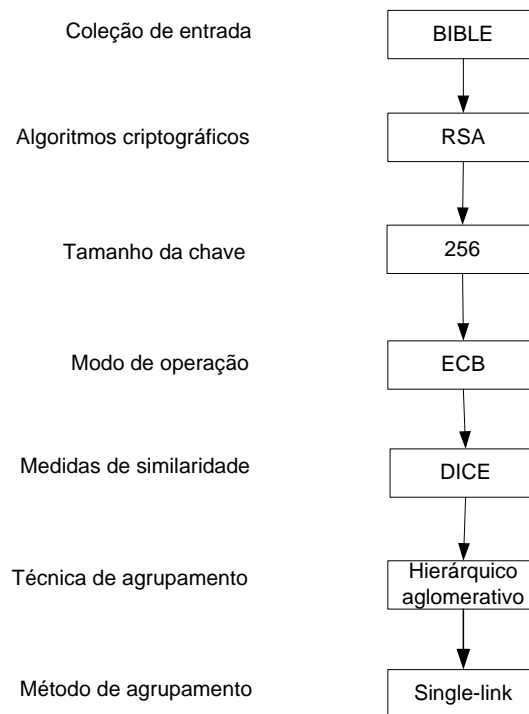 Coleção de entrada
BIBLE
Algoritmos criptográficos
RSA
Tamanho da chave
256
Modo de operação
ECB
Medidas de similaridade
DICE
Técnica de agrupamento
Hierárquico
aglomerativo
Método de agrupamento
Single-link